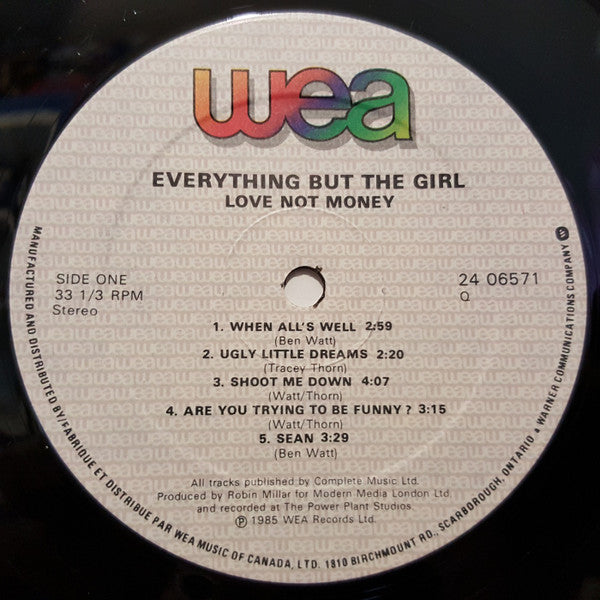 wea
EVERYTHING BUT THE GIRL
LOVE NOT MONEY
SIDE ONE
33 1/3 RPM
Stereo
24 06571
Q
1. WHEN ALL'S WELL 2:59
(Ben Watt)
2. UGLY LITTLE DREAMS 2:20
(Tracey Thorn)
3. SHOOT ME DOWN 4:07
(Watt/Thorn)
4. ARE YOU TRYING TO BE FUNNY? 3:15
(Watt/Thorn)
5. SEAN 3:29
(Ben Watt)
All tracks published by Complete Music Ltd.
Produced by Robin Millar for Modern Media London Ltd.
and recorded at The Power Plant Studios.
℗ 1985 WEA Records Ltd.
MANUFACTURED AND DISTRIBUTED BY/FABRIQUE ET DISTRIBUE PAR WEA MUSIC OF CANADA, LTD. 1810 BIRCHMOUNT RD., SCARBOROUGH, ONTARIO a WARNER COMMUNICATIONS COMPANY